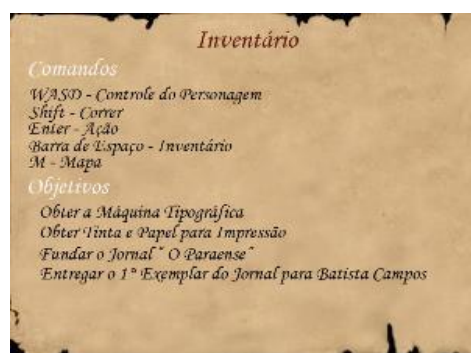 Inventário
Comandos
WASD - Controle do Personagem
Shift - Correr
Enter - Ação
Barra de Espaço - Inventário
M - Mapa
Objetivos
Obter a Máquina Tipográfica
Obter Tinta e Papel para Impressão
Fundar o Jornal " O Paraense"
Entregar o 1º Exemplar do Jornal para Batista Campos